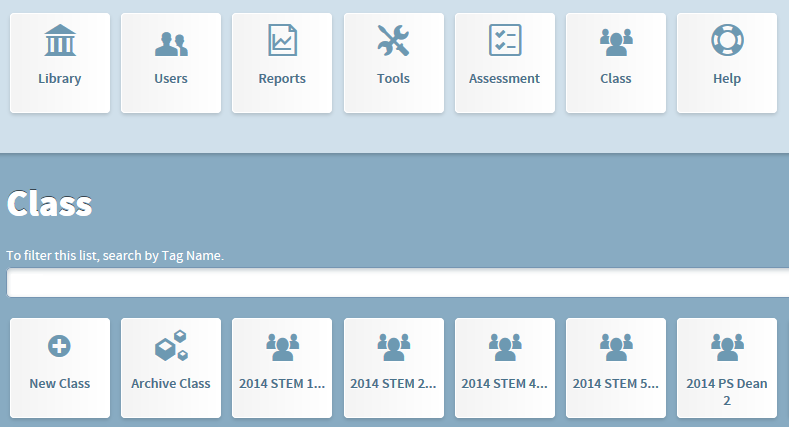 Library
Users
Reports
Tools
Assessment
Class
Help
Class
To filter this list, search by Tag Name.
New Class
Archive Class
2014 STEM 1...
2014 STEM 2...
2014 STEM 4...
2014 STEM 5...
2014 PS Dean
2